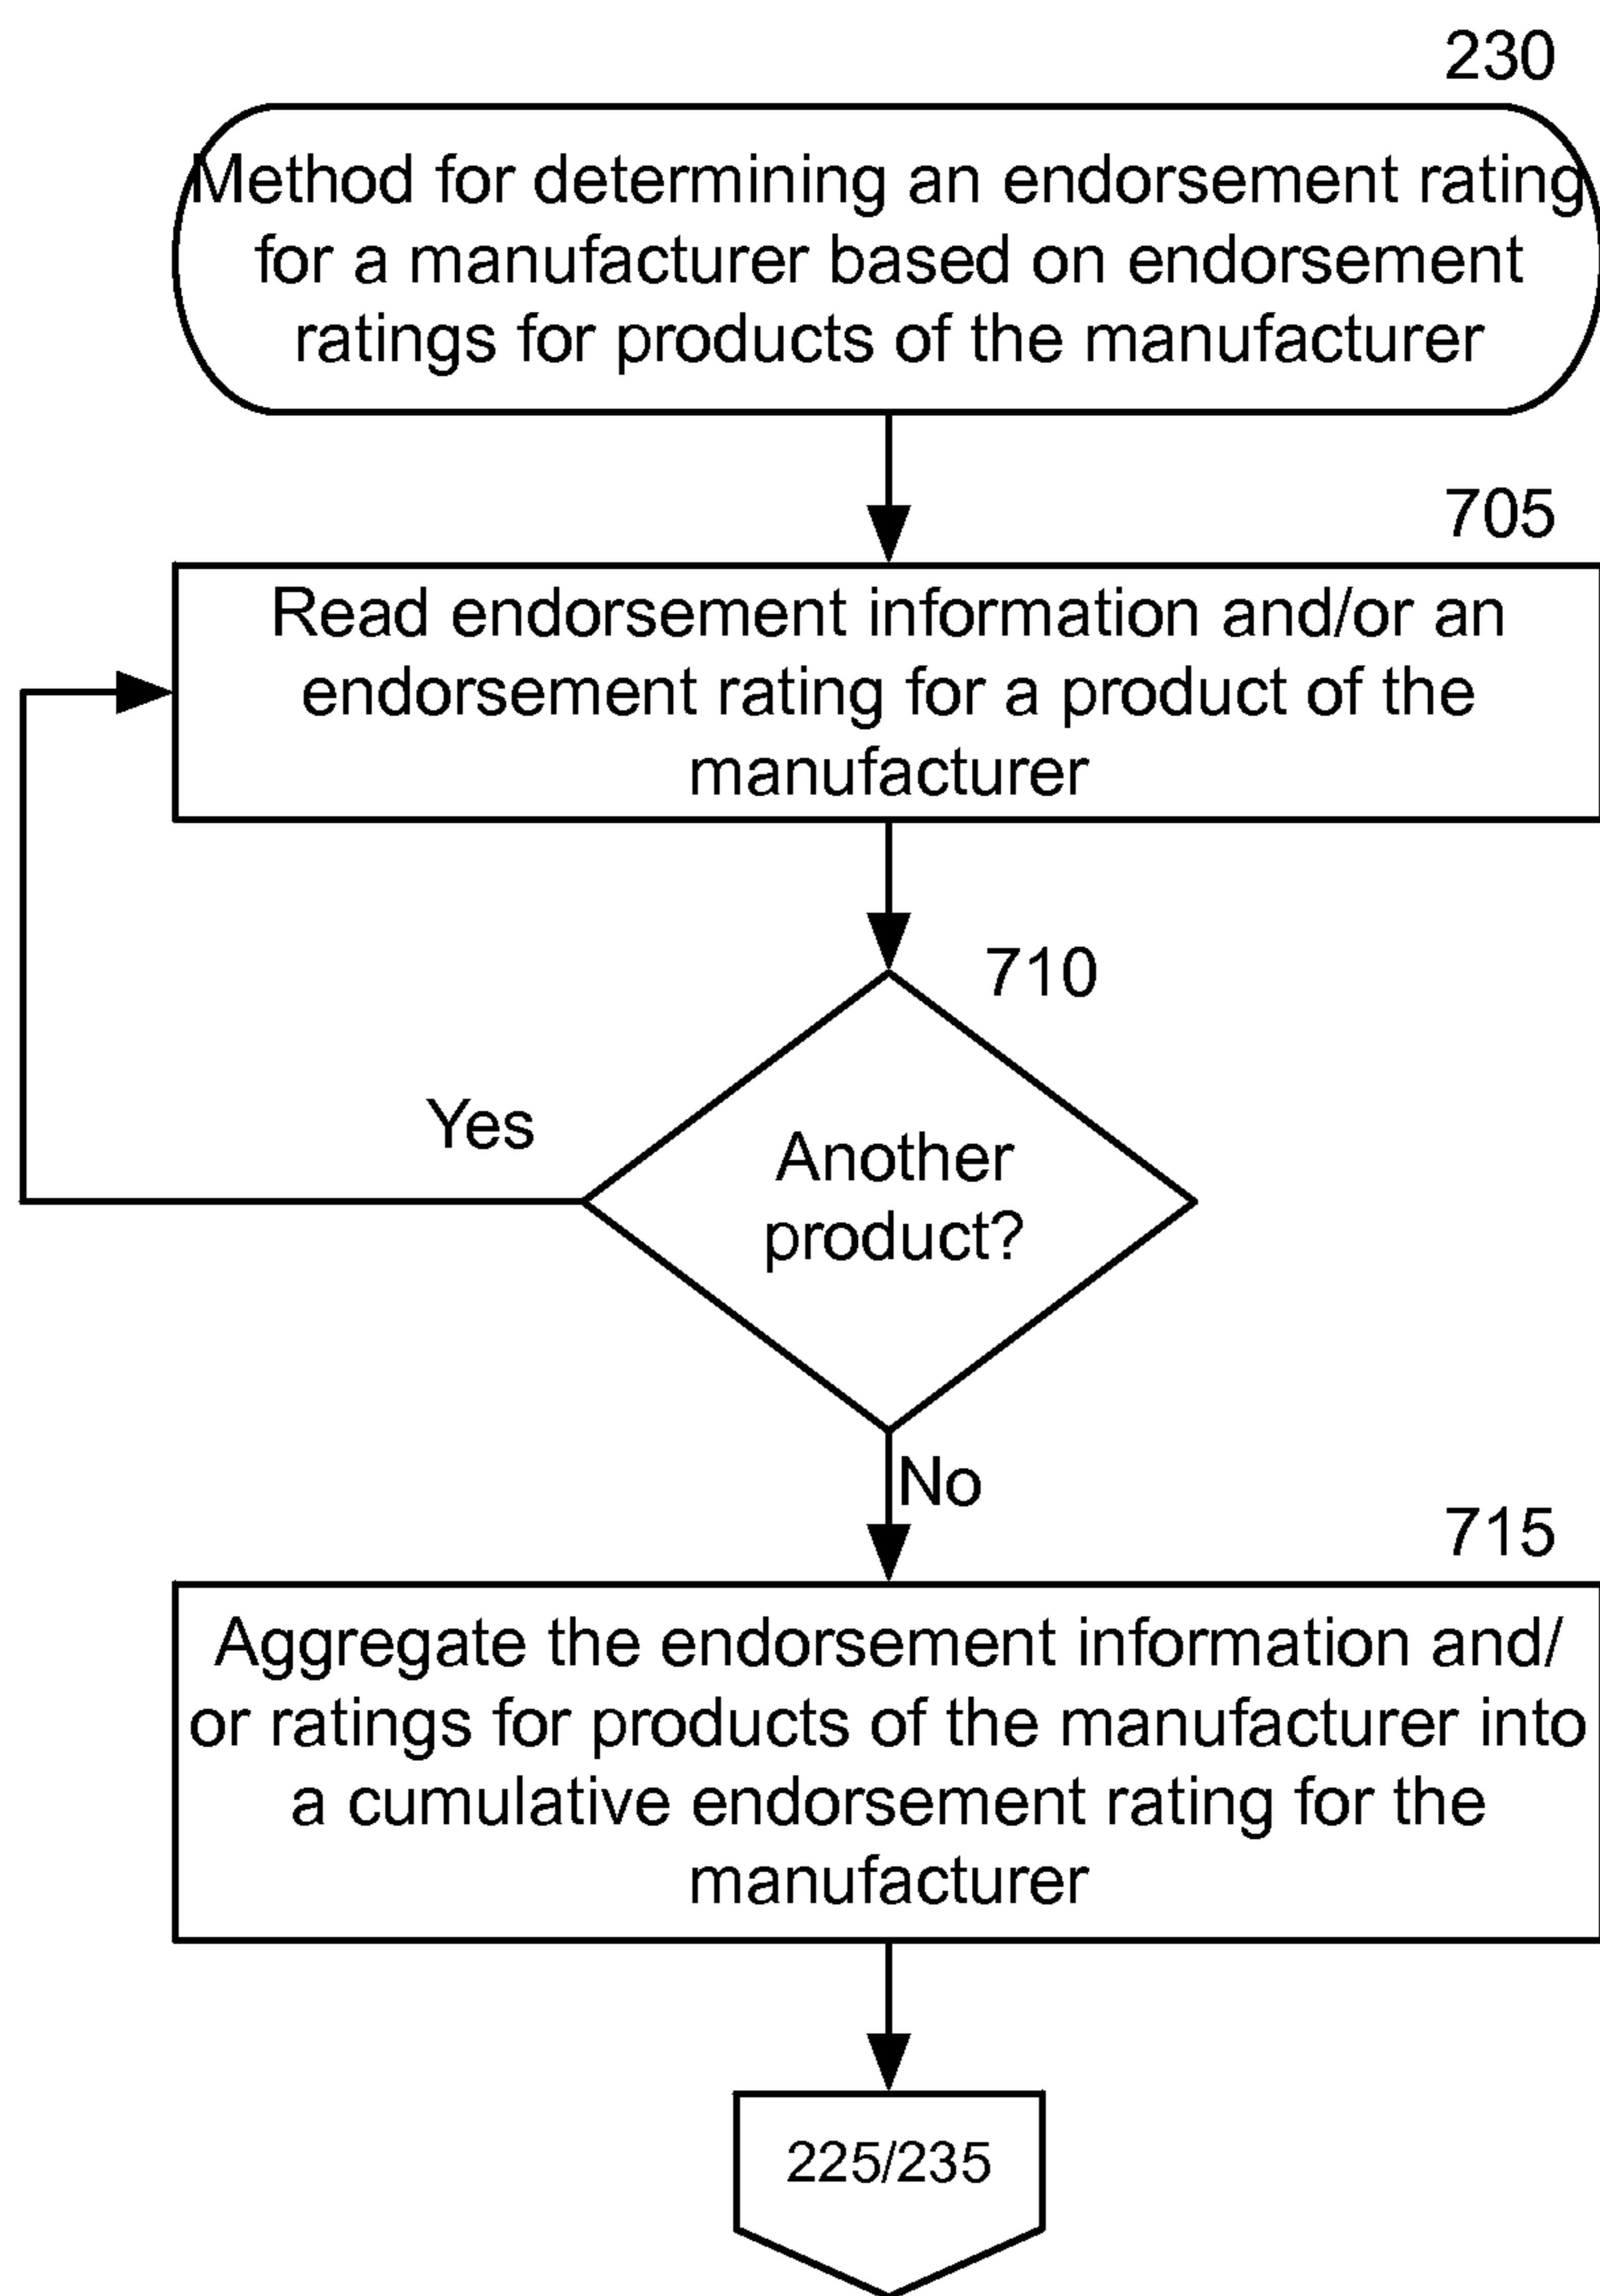 230
Method for determining an endorsement rating
for a manufacturer based on endorsement
ratings for products of the manufacturer
705
Read endorsement information and/or an
endorsement rating for a product of the
manufacturer
710
Yes
Another
product?
No
715
Aggregate the endorsement information and/
or ratings for products of the manufacturer into
a cumulative endorsement rating for the
manufacturer
225/235